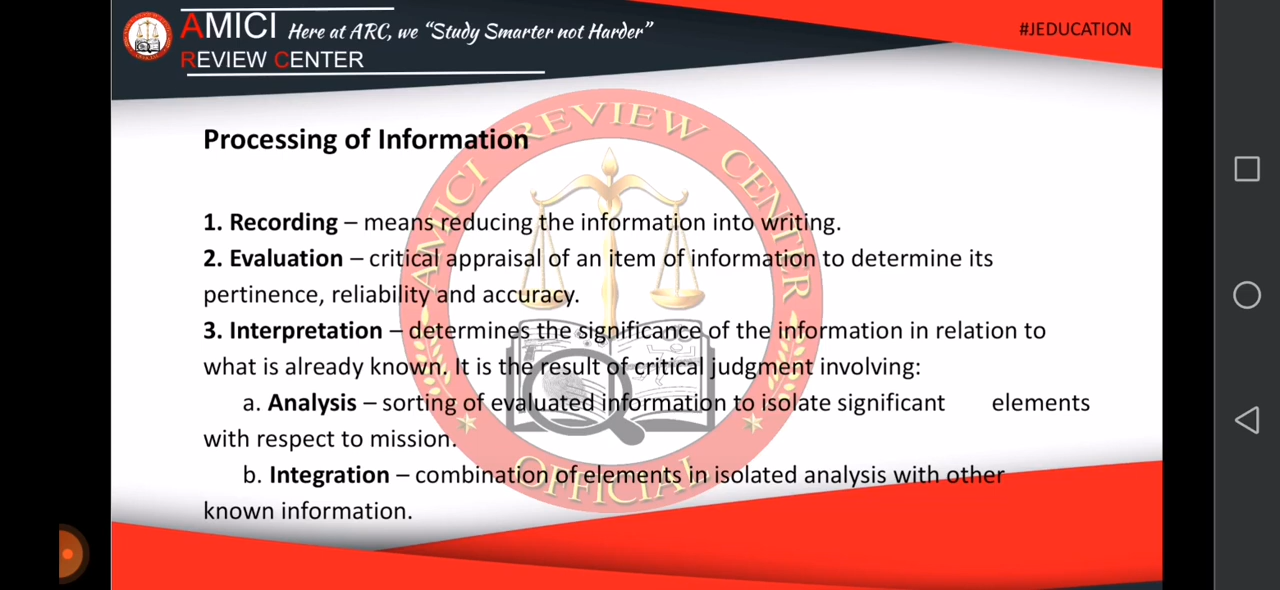 AMICI Here at ARC, we “Study Smarter not Harder”
REVIEW CENTER
#JEDUCATION
Processing of Information
1. Recording – means reducing the information into writing.
2. Evaluation – critical appraisal of an item of information to determine its
pertinence, reliability and accuracy.
3. Interpretation – determines the significance of the information in relation to
what is already known. It is the result of critical judgment involving:
a. Analysis – sorting of evaluated information to isolate significant elements
with respect to mission.
b. Integration – combination of elements in isolated analysis with other
known information.
AMICI REVIEW CENTER
OFFICIAL